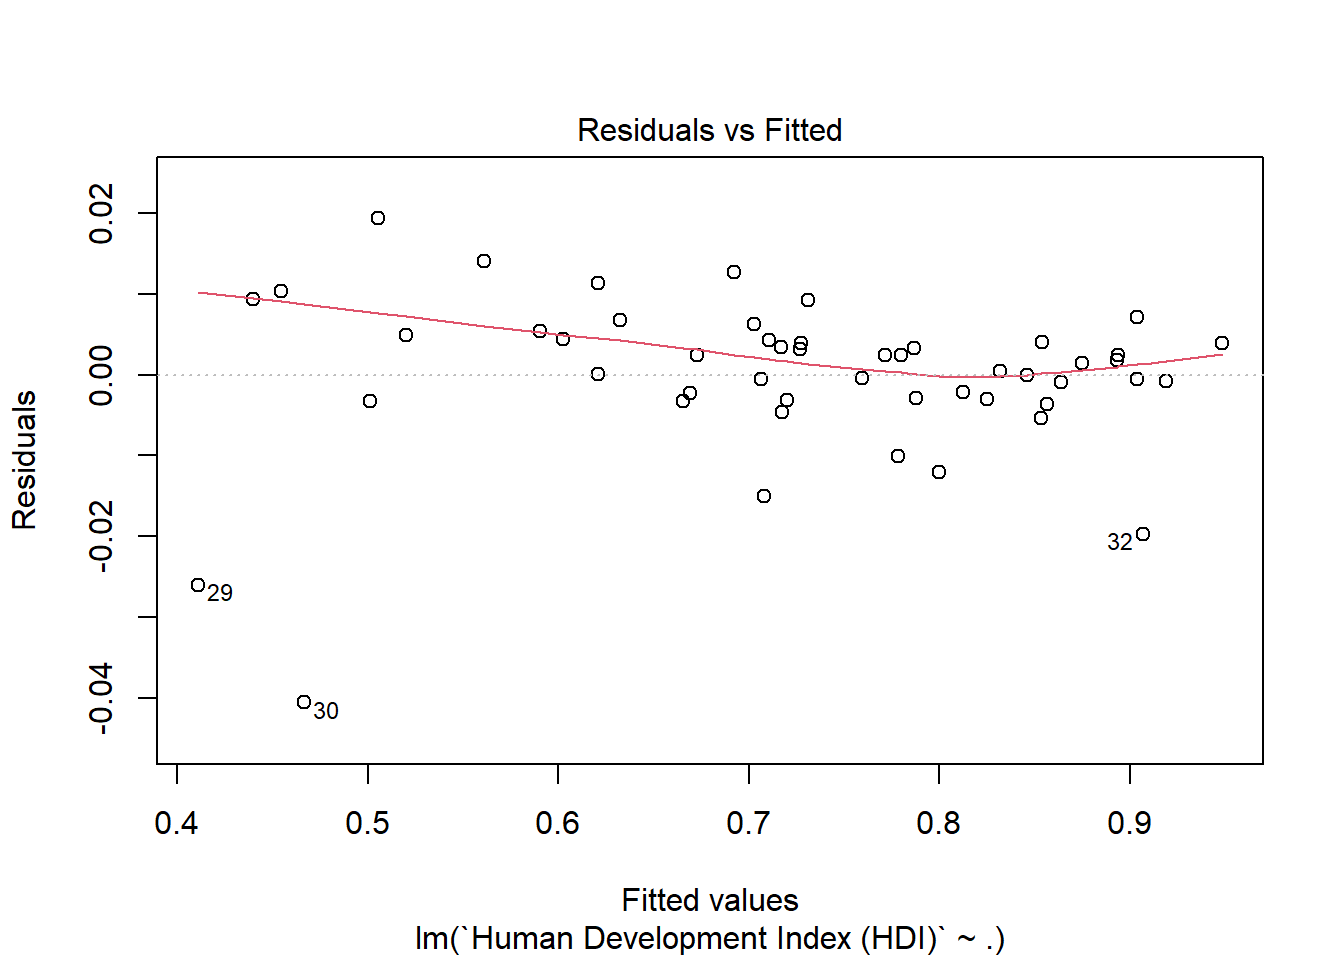 Residuals vs Fitted
Residuals
0.02
0.00
-0.02
-0.04
32
29
30
0.4 0.5 0.6 0.7 0.8 0.9
Fitted values
lm(`Human Development Index (HDI)` ~ .)